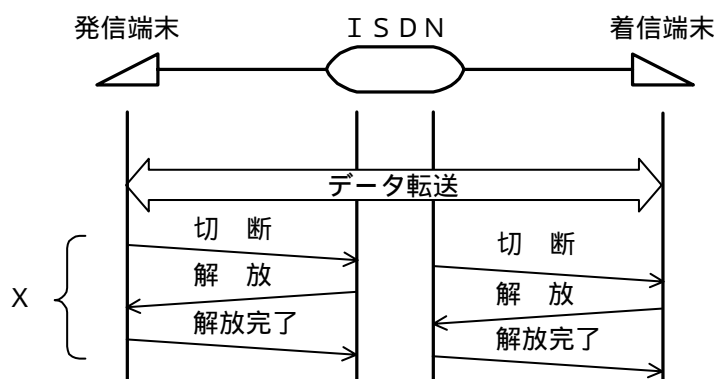 発信端末
ＩＳＤＮ
着信端末
データ転送
切　断
切　断
解　放
解　放
Ｘ
解放完了
解放完了